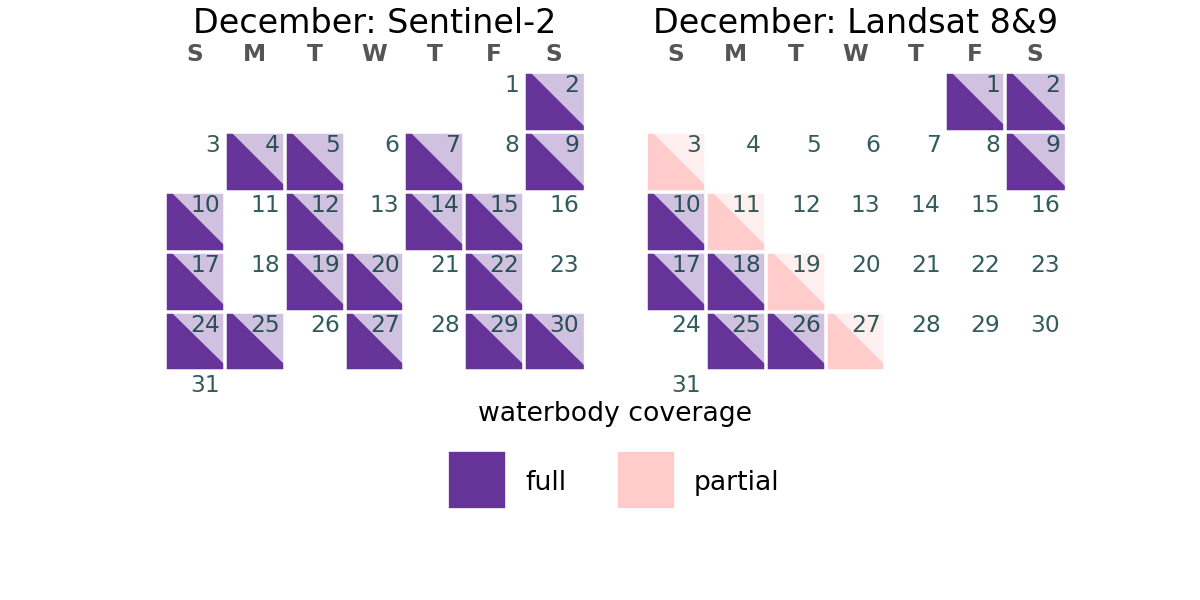 December: Sentinel-2
S M T W T F S
1 2
3 4 5 6 7 8 9
10 11 12 13 14 15 16
17 18 19 20 21 22 23
24 25 26 27 28 29 30
31
December: Landsat 8&9
S M T W T F S
1 2
3 4 5 6 7 8 9
10 11 12 13 14 15 16
17 18 19 20 21 22 23
24 25 26 27 28 29 30
31
waterbody coverage
full partial